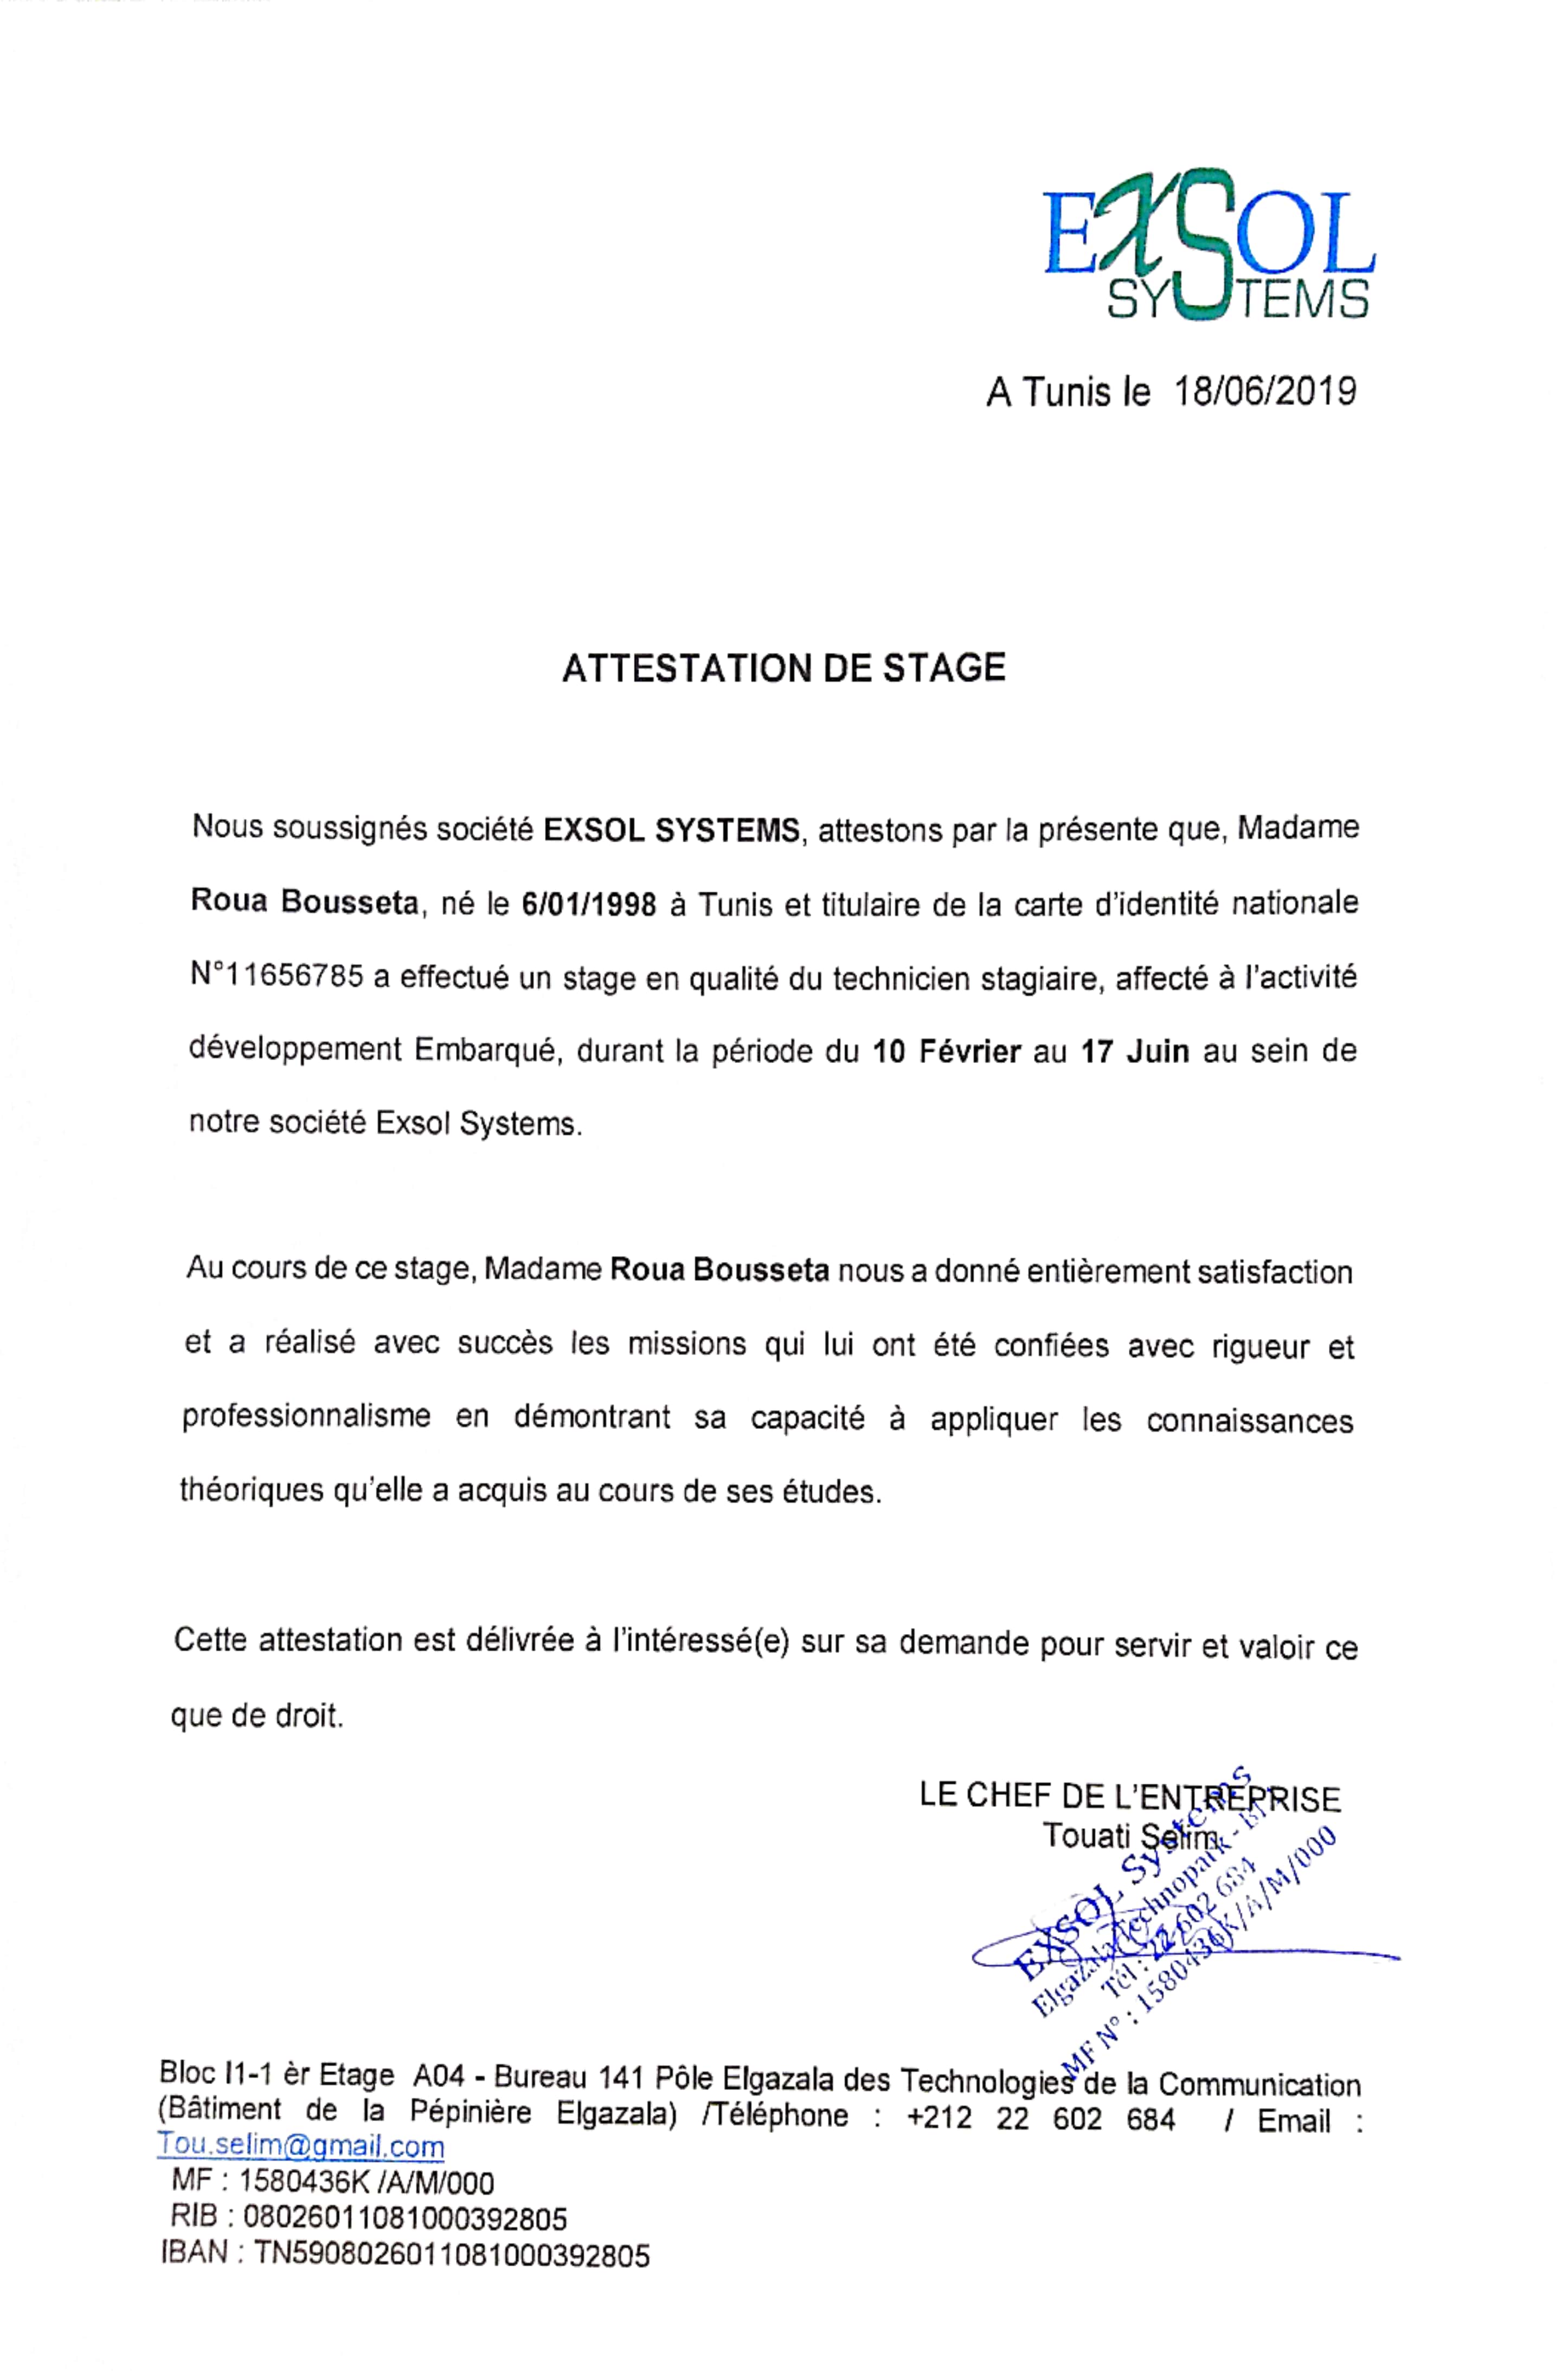 EXSOL
SYSTEMS
A Tunis le 18/06/2019
ATTESTATION DE STAGE
Nous soussignés société EXSOL SYSTEMS, attestons par la présente que, Madame
Roua Bousseta, né le 6/01/1998 à Tunis et titulaire de la carte d'identité nationale
N°11656785 a effectué un stage en qualité du technicien stagiaire, affecté à l'activité
développement Embarqué, durant la période du 10 Février au 17 Juin au sein de
notre société Exsol Systems.
Au cours de ce stage, Madame Roua Bousseta nous a donné entièrement satisfaction
et a réalisé avec succès les missions qui lui ont été confiées avec rigueur et
professionnalisme en démontrant sa capacité à appliquer les connaissances
théoriques qu'elle a acquis au cours de ses études.
Cette attestation est délivrée à l'intéressé(e) sur sa demande pour servir et valoir ce
que de droit.
LE CHEF DE L'ENTREPRISE
Touati Selim
EXSOL Systems
Elgazala Technopark -
Tél : 22 602 684
MF N° : 1580436K/A/M/000
Bloc I1-1 èr Etage A04 - Bureau 141 Pôle Elgazala des Technologies de la Communication
(Bâtiment de la Pépinière Elgazala) /Téléphone : +212 22 602 684 / Email :
Tou.selim@gmail.com
MF : 1580436K /A/M/000
RIB : 08026011081000392805
IBAN : TN5908026011081000392805